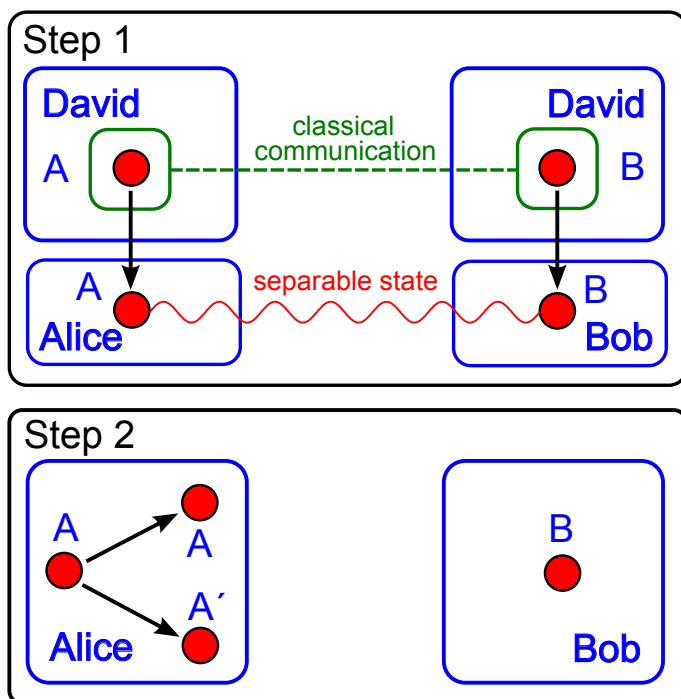 Step 1
David
David
classical
communication
A
B
separable state
A
B
Alice
Bob
Step 2
A
B
A
A´
Alice
Bob